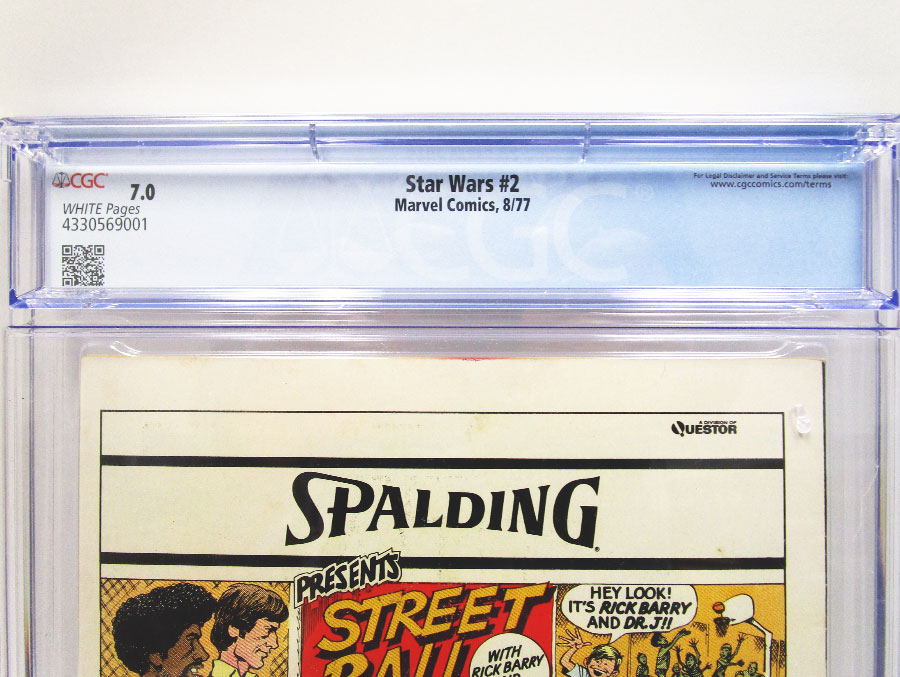 CGC
7.0
WHITE Pages
4330569001
Star Wars #2
Marvel Comics, 8/77
For Legal Disclaimer and Service Terms please visit:
www.cgccomics.com/terms
CGC
A DIVISION OF
QUESTOR
SPALDING®
PRESENTS
STREET
BALL
WITH
RICK BARRY
HEY LOOK!
IT'S RICK BARRY
AND DR. J!!